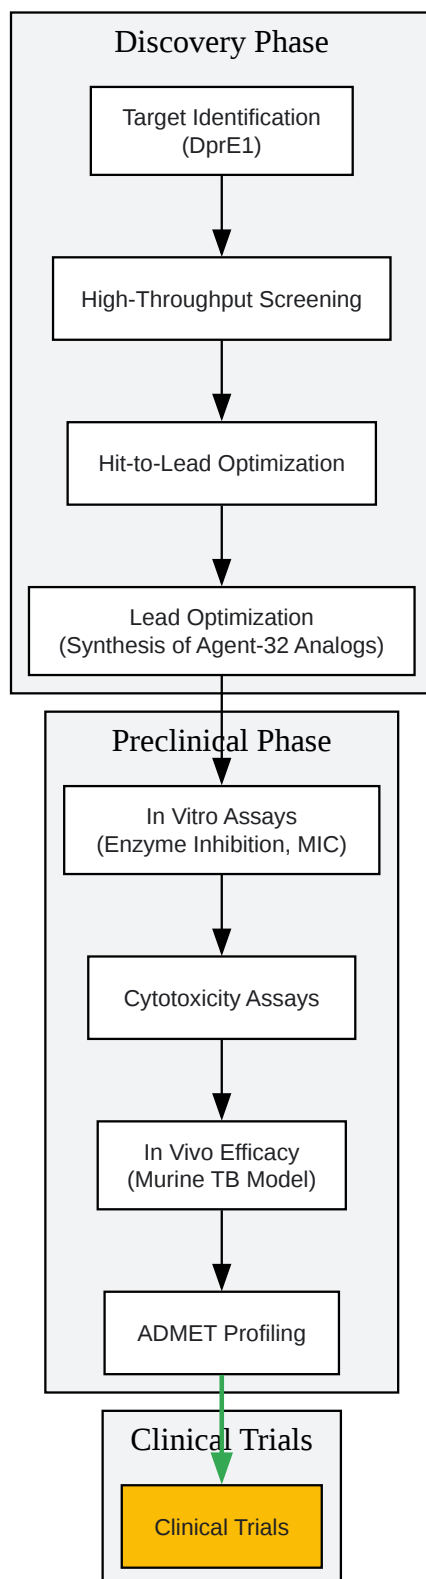 Discovery Phase
Target Identification
(DprE1)
High-Throughput Screening
Hit-to-Lead Optimization
Lead Optimization
(Synthesis of Agent-32 Analogs)
Preclinical Phase
In Vitro Assays
(Enzyme Inhibition, MIC)
Cytotoxicity Assays
In Vivo Efficacy
(Murine TB Model)
ADMET Profiling
Clinical Trials
Clinical Trials